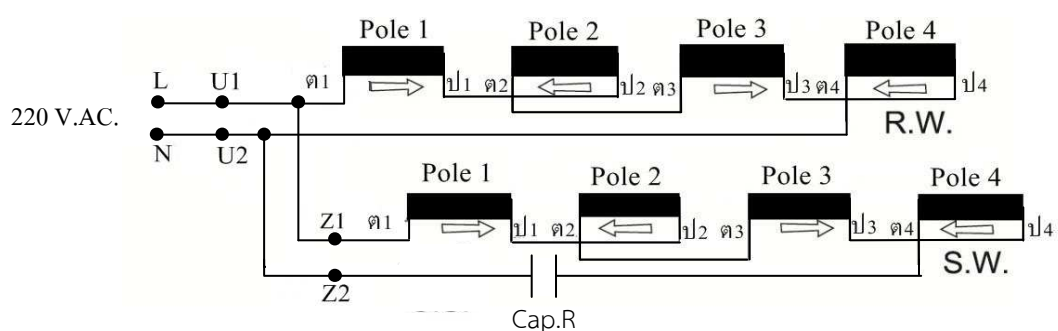 Pole 1 Pole 2 Pole 3 Pole 4
L U1 ต1 ป1 ต2 ป2 ต3 ป3 ต4 ป4
220 V.AC.
R.W.
N U2
Pole 1 Pole 2 Pole 3 Pole 4
Z1 ต1 ป1 ต2 ป2 ต3 ป3 ต4 ป4
S.W.
Z2
Cap.R